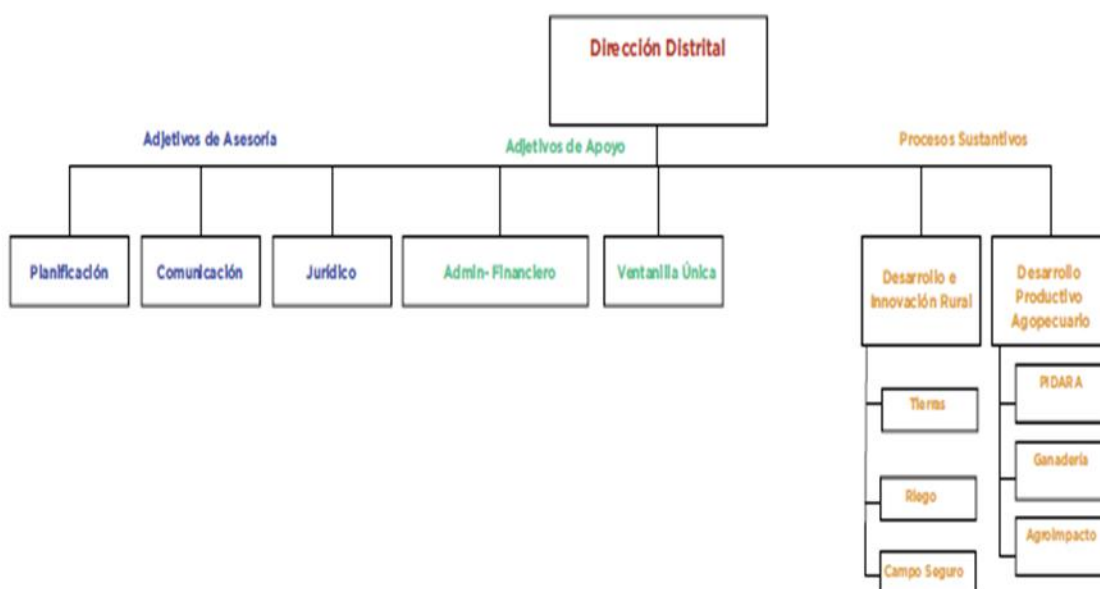 Dirección Distrital
Adjetivos de Asesoría
Adjetivos de Apoyo
Procesos Sustantivos
Planificación
Comunicación
Jurídico
Admin- Financiero
Ventanilla Única
Desarrollo e
Innovación Rural
Desarrollo
Productivo
Agopecuario
Tierras
Riego
Campo Seguro
PIDARA
Ganadería
Agroimpacto